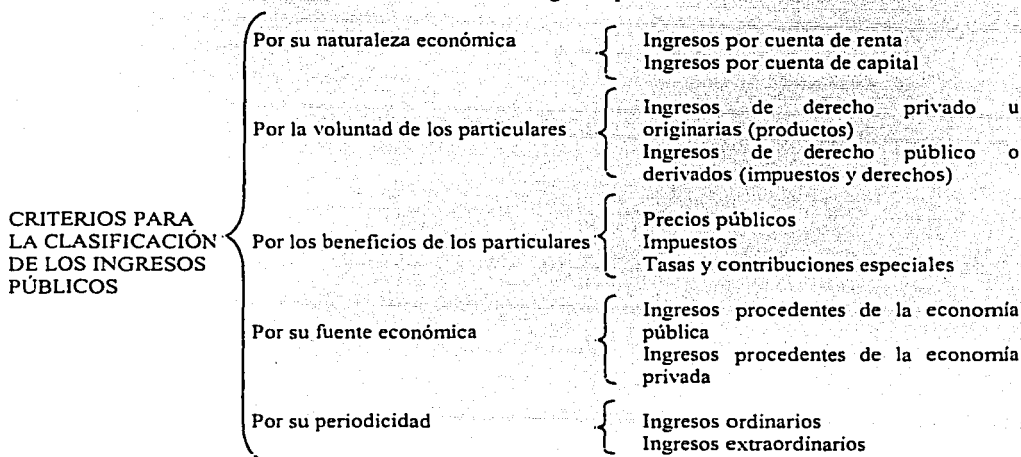 Por su naturaleza económica
Ingresos por cuenta de renta
Ingresos por cuenta de capital
Por la voluntad de los particulares
Ingresos de derecho privado u
originarias (productos)
Ingresos de derecho público o
derivados (impuestos y derechos)
CRITERIOS PARA
LA CLASIFICACIÓN
DE LOS INGRESOS
PÚBLICOS
Por los beneficios de los particulares
Precios públicos
Impuestos
Tasas y contribuciones especiales
Por su fuente económica
Ingresos procedentes de la economía
pública
Ingresos procedentes de la economía
privada
Por su periodicidad
Ingresos ordinarios
Ingresos extraordinarios